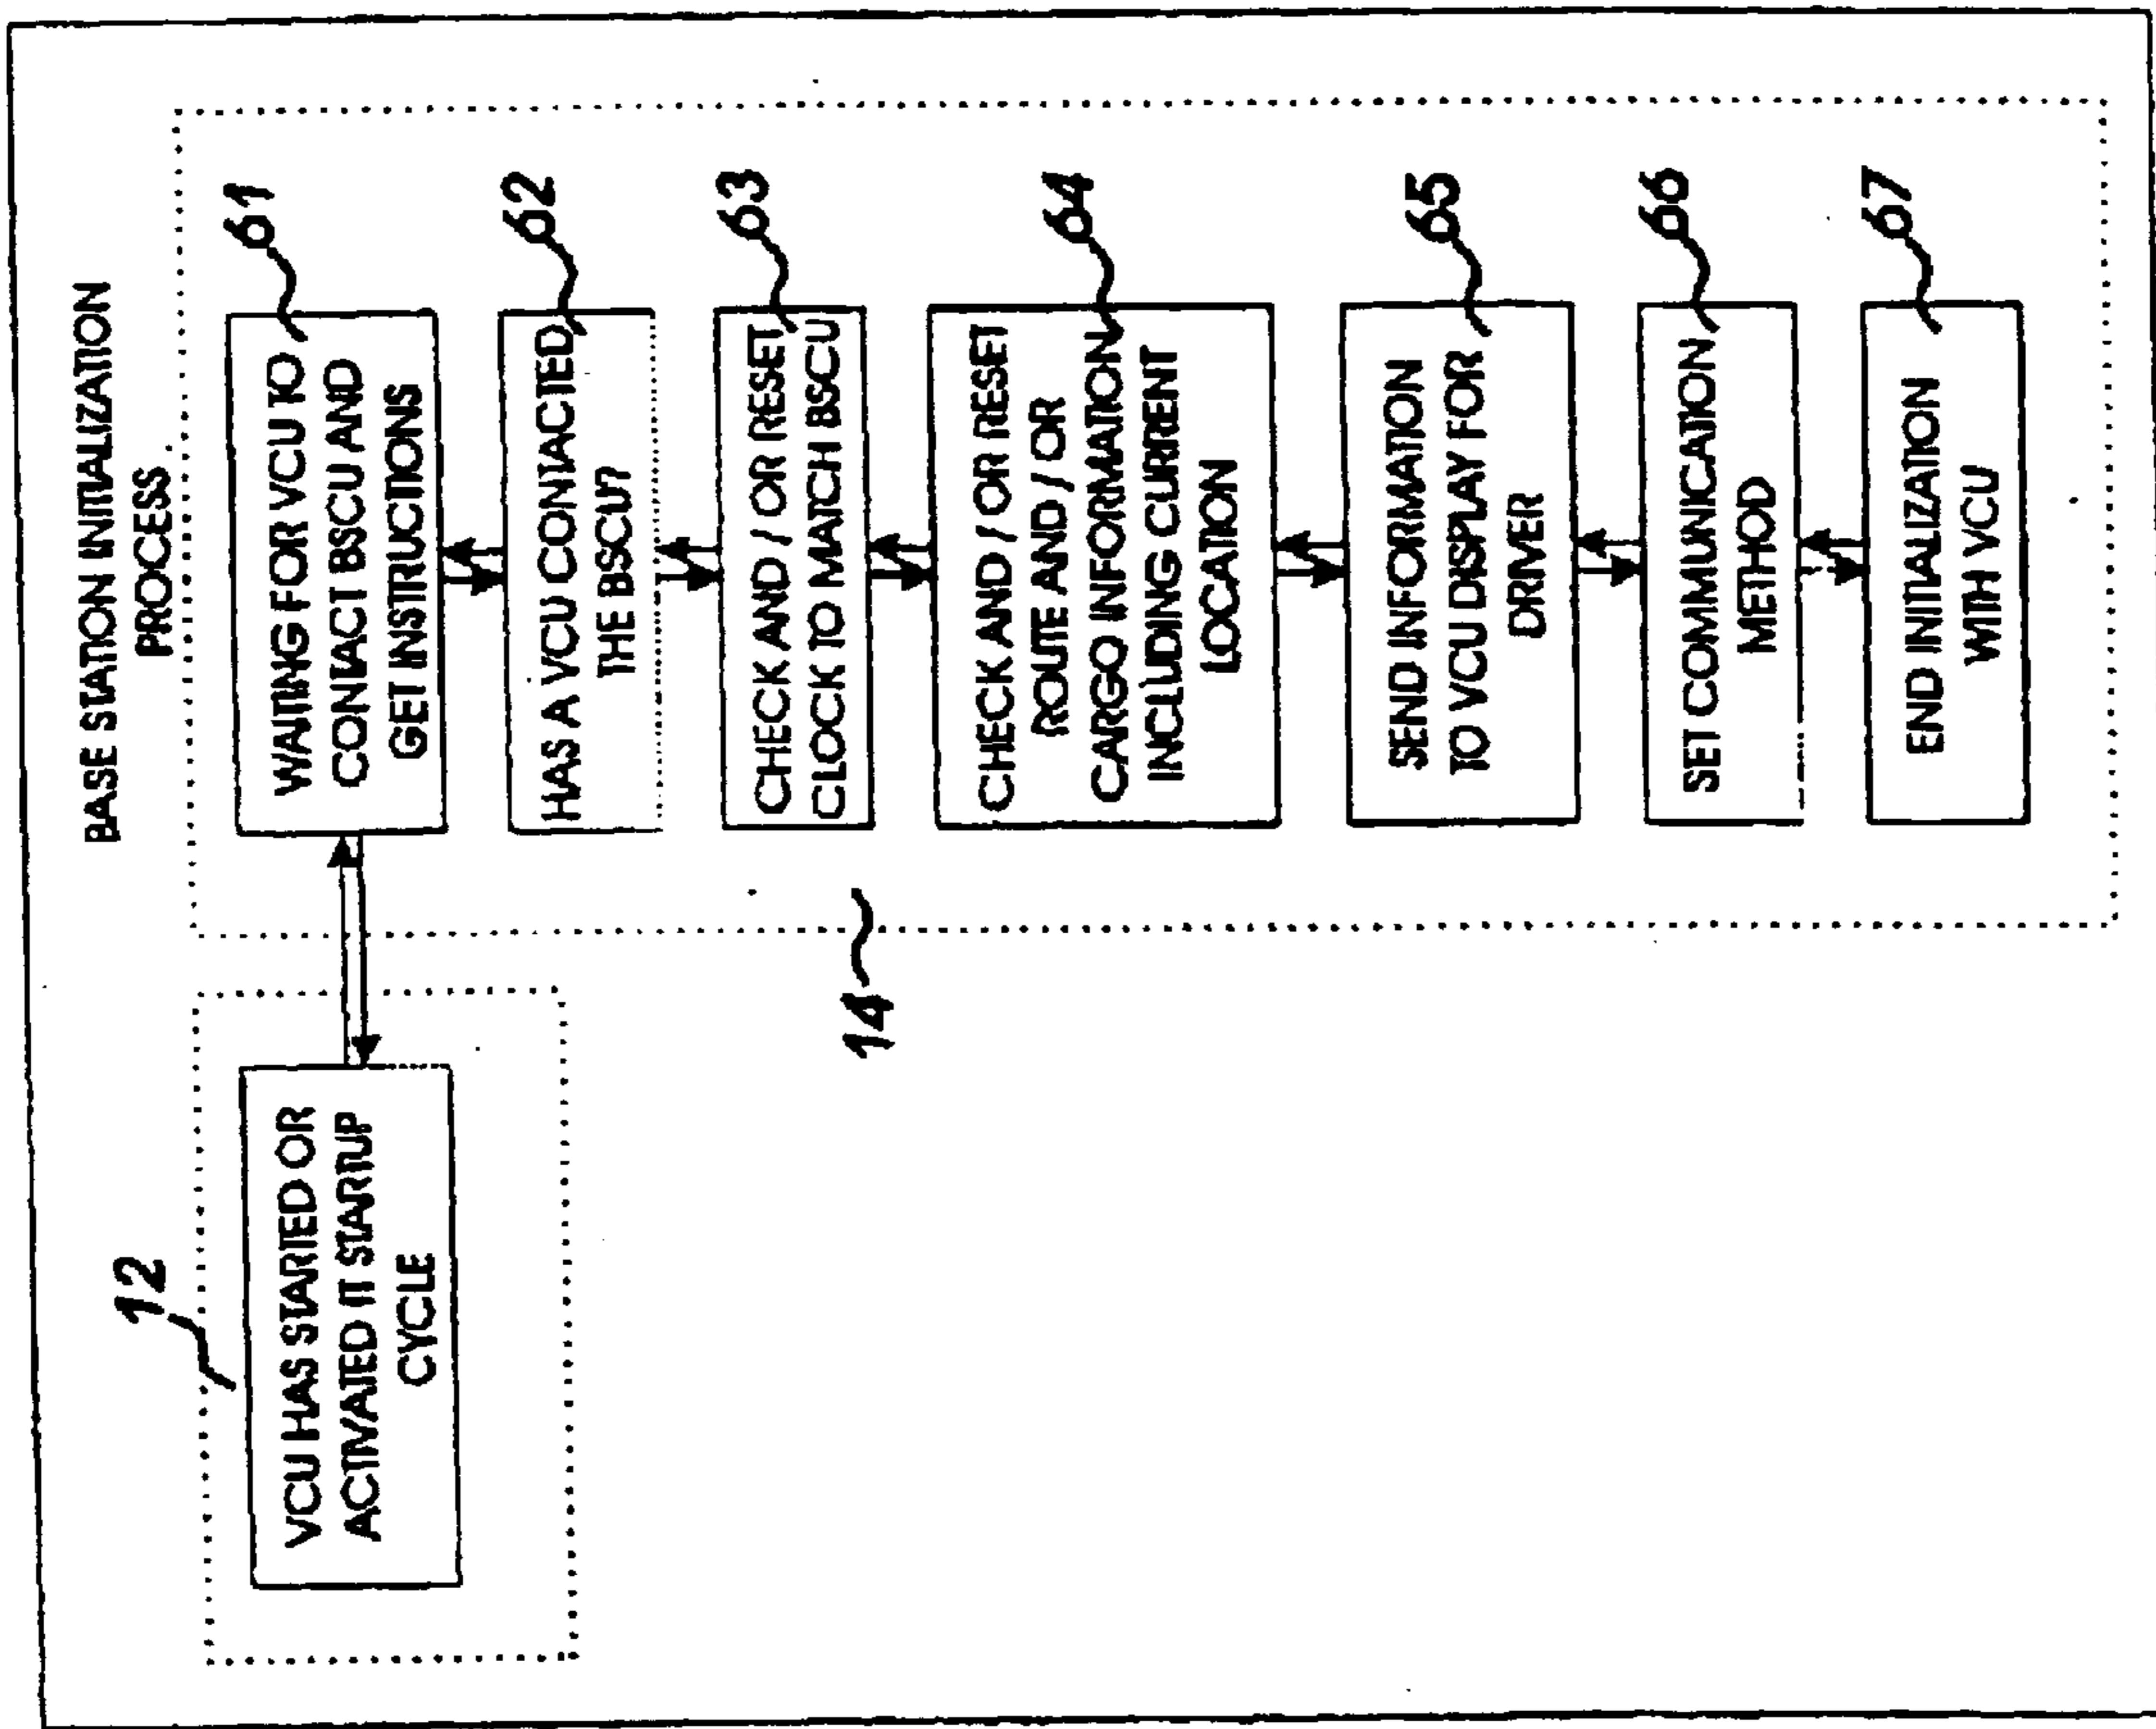 BASE STATION INITIALIZATION
PROCESS
12
VCU HAS STARTED OR
ACTIVATED IT STARTUP
CYCLE
14
WAITING FOR VCU TO
CONTACT BSCU AND
GET INSTRUCTIONS
61
HAS A VCU CONTACTED
THE BSCU?
62
CHECK AND / OR RESET
CLOCK TO MATCH BSCU
63
CHECK AND / OR RESET
ROUTE AND / OR
CARGO INFORMATION
INCLUDING CURRENT
LOCATION
64
SEND INFORMATION
TO VCU DISPLAY FOR
DRIVER
65
SET COMMUNICATION
METHOD
66
END INITIALIZATION
WITH VCU
67